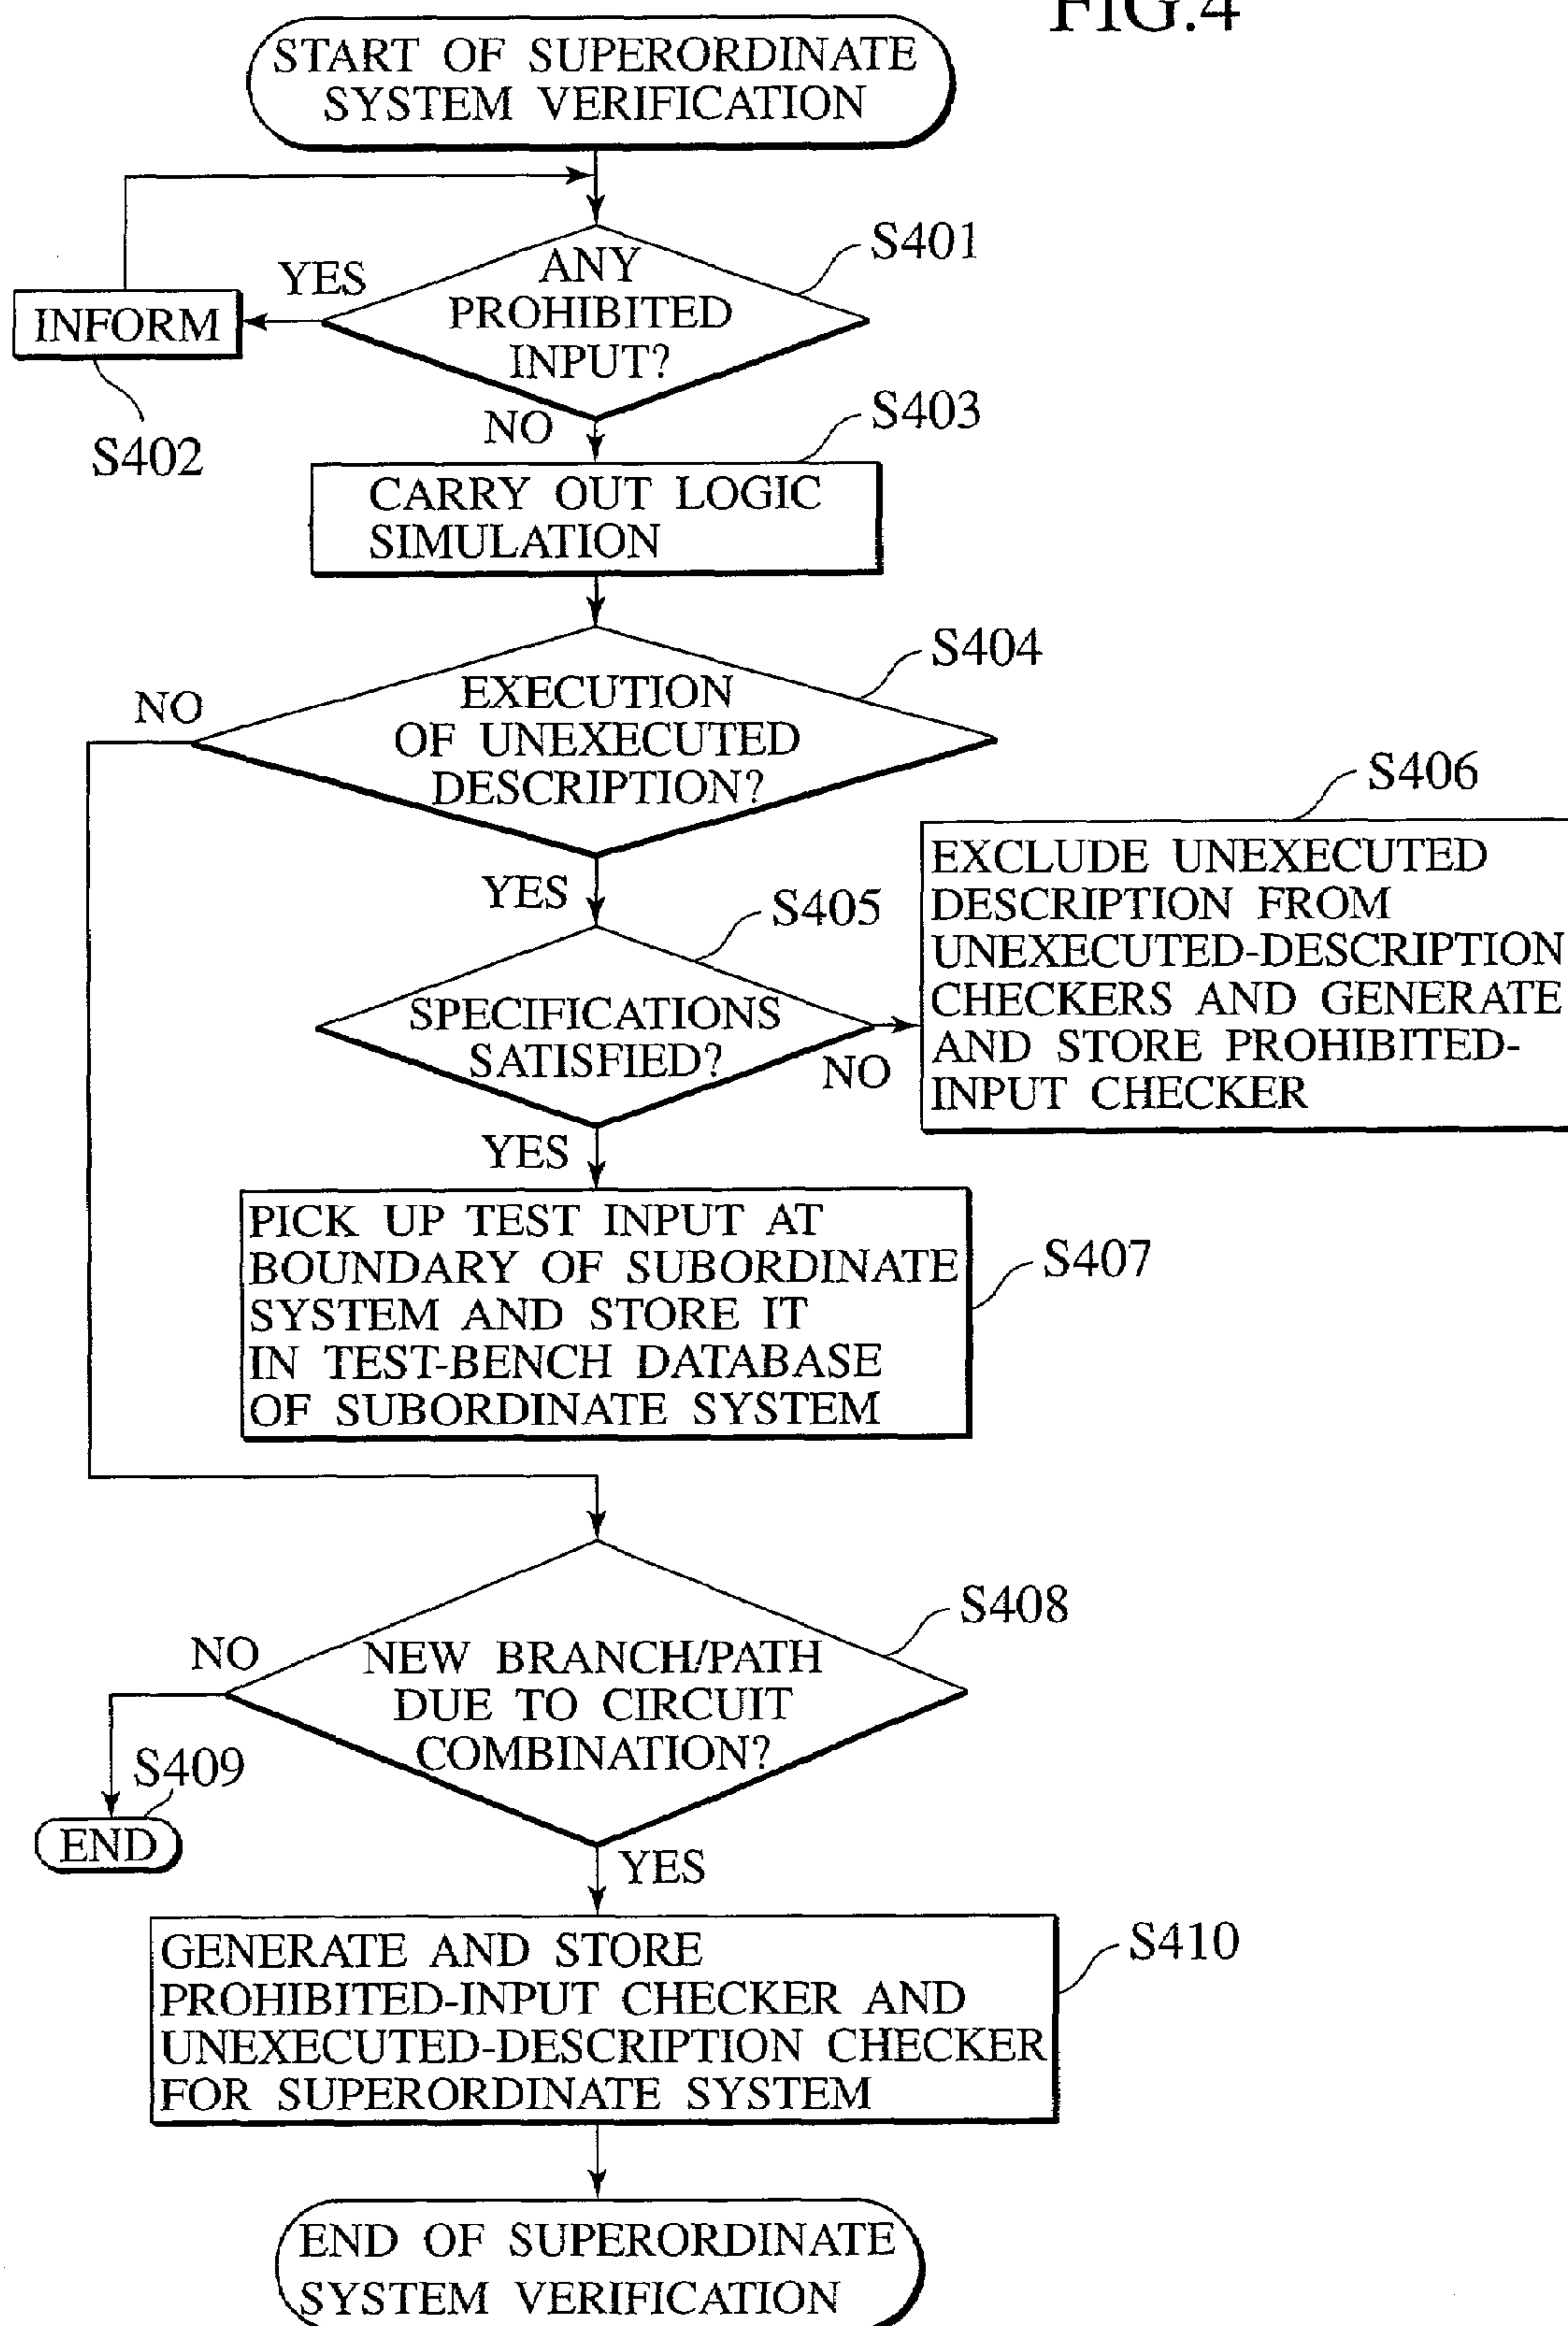 FIG.4
START OF SUPERORDINATE
SYSTEM VERIFICATION
S401
YES
ANY
PROHIBITED
INPUT?
INFORM
S402
NO
S403
CARRY OUT LOGIC
SIMULATION
S404
NO
EXECUTION
OF UNEXECUTED
DESCRIPTION?
YES
S405
S406
EXCLUDE UNEXECUTED
DESCRIPTION FROM
UNEXECUTED-DESCRIPTION
CHECKERS AND GENERATE
AND STORE PROHIBITED-
INPUT CHECKER
SPECIFICATIONS
SATISFIED?
NO
YES
PICK UP TEST INPUT AT
BOUNDARY OF SUBORDINATE
SYSTEM AND STORE IT
IN TEST-BENCH DATABASE
OF SUBORDINATE SYSTEM
S407
S408
NO
NEW BRANCH/PATH
DUE TO CIRCUIT
COMBINATION?
S409
END
YES
S410
GENERATE AND STORE
PROHIBITED-INPUT CHECKER AND
UNEXECUTED-DESCRIPTION CHECKER
FOR SUPERORDINATE SYSTEM
END OF SUPERORDINATE
SYSTEM VERIFICATION